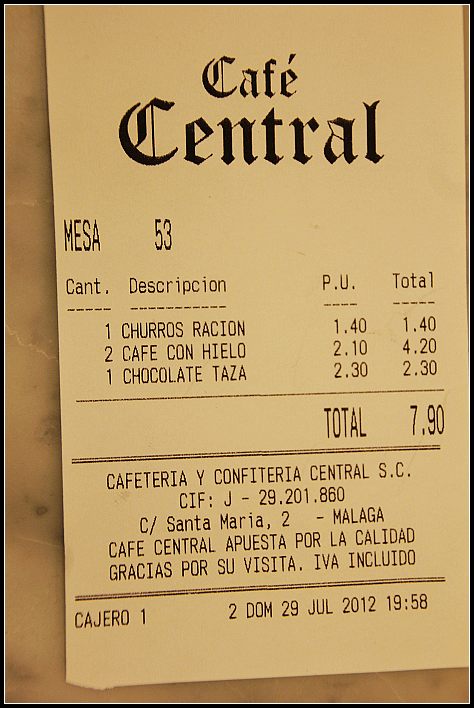 Café
Central
MESA 53
Cant. Descripcion P.U. Total
1 CHURROS RACION 1.40 1.40
2 CAFE CON HIELO 2.10 4.20
1 CHOCOLATE TAZA 2.30 2.30
TOTAL 7.90
CAFETERIA Y CONFITERIA CENTRAL S.C.
CIF: J - 29.201.860
C/ Santa Maria, 2 - MALAGA
CAFE CENTRAL APUESTA POR LA CALIDAD
GRACIAS POR SU VISITA. IVA INCLUIDO
CAJERO 1 2 DOM 29 JUL 2012 19:58